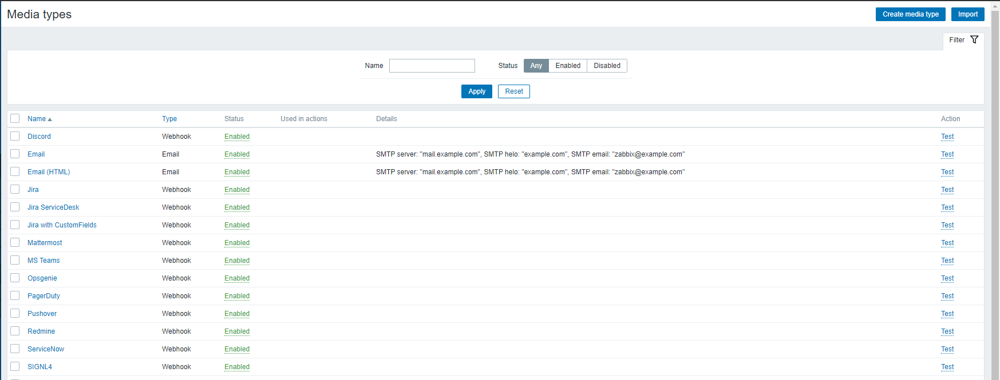 Media types
Create media type Import
Filter
Name Status Any Enabled Disabled
Apply Reset
Name Type Status Used in actions Details Action
Discord Webhook Enabled Test
Email Email Enabled SMTP server: "mail.example.com", SMTP helo: "example.com", SMTP email: "zabbix@example.com" Test
Email (HTML) Email Enabled SMTP server: "mail.example.com", SMTP helo: "example.com", SMTP email: "zabbix@example.com" Test
Jira Webhook Enabled Test
Jira ServiceDesk Webhook Enabled Test
Jira with CustomFields Webhook Enabled Test
Mattermost Webhook Enabled Test
MS Teams Webhook Enabled Test
Opsgenie Webhook Enabled Test
PagerDuty Webhook Enabled Test
Pushover Webhook Enabled Test
Redmine Webhook Enabled Test
ServiceNow Webhook Enabled Test
SIGNL4 Webhook Enabled Test